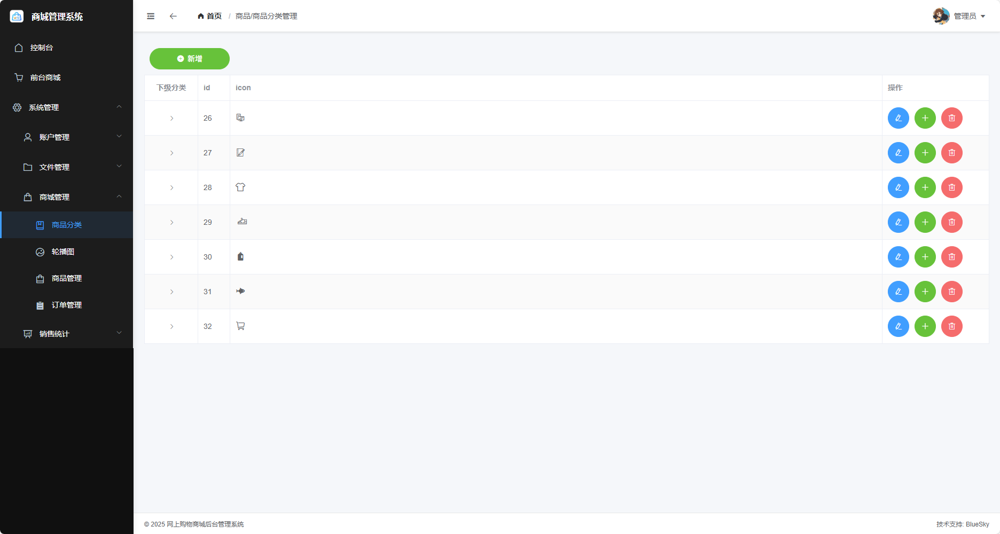 商城管理系统
首页 / 商品/商品分类管理
管理员
控制台
前台商城
系统管理
账户管理
文件管理
商城管理
商品分类
轮播图
商品管理
订单管理
销售统计
新增
下级分类 id icon 操作
26
27
28
29
30
31
32
© 2025 网上购物商城后台管理系统
技术支持: BlueSky